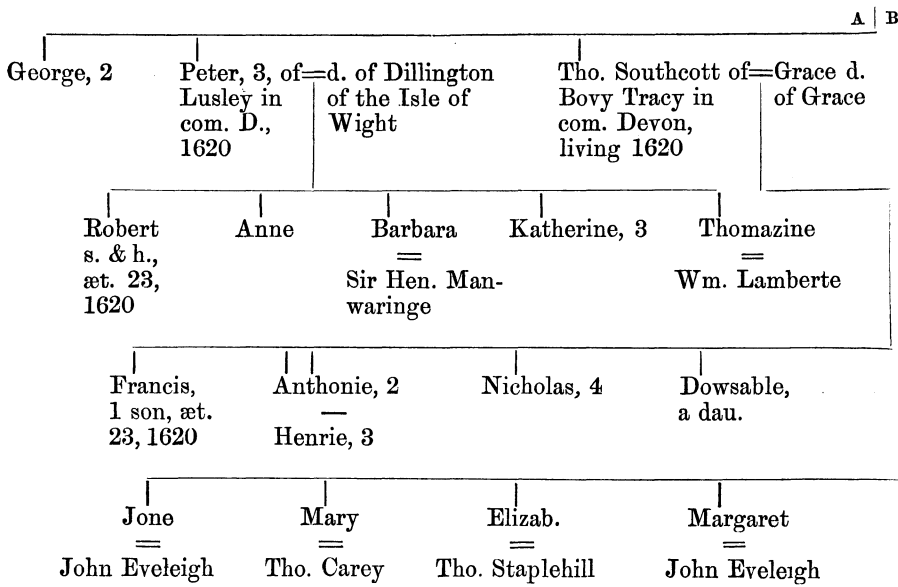 A | B
George, 2
Peter, 3, of=d. of Dillington
Lusley in of the Isle of
com. D., Wight
1620
Tho. Southcott of=Grace d.
Bovy Tracy in of Grace
com. Devon,
living 1620
Robert
s. & h.,
æt. 23,
1620
Anne
Barbara
=
Sir Hen. Man-
waringe
Katherine, 3
Thomazine
=
Wm. Lamberte
Francis,
1 son, æt.
23, 1620
Anthonie, 2
—
Henrie, 3
Nicholas, 4
Dowsable,
a dau.
Jone
=
John Eveleigh
Mary
=
Tho. Carey
Elizab.
=
Tho. Staplehill
Margaret
=
John Eveleigh